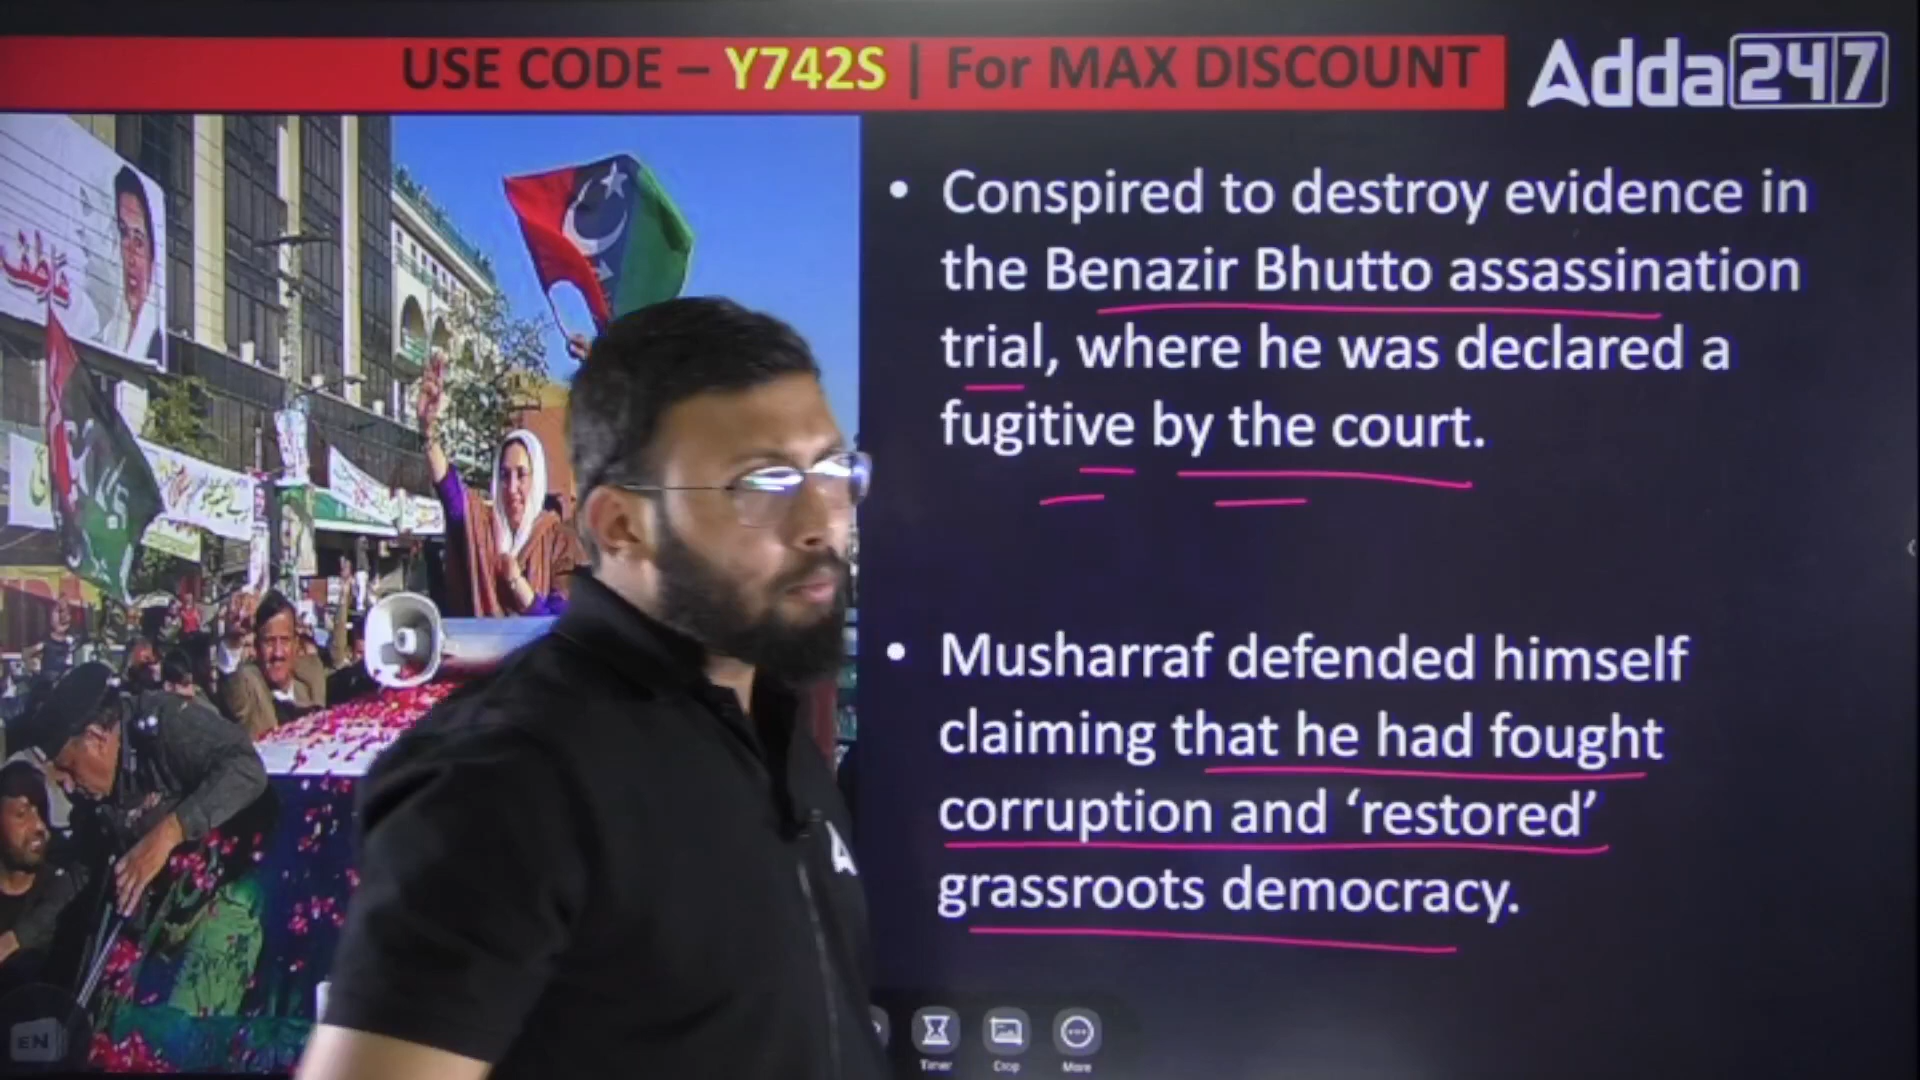 USE CODE – Y742S | For MAX DISCOUNT
Adda247
• Conspired to destroy evidence in
the Benazir Bhutto assassination
trial, where he was declared a
fugitive by the court.
• Musharraf defended himself
claiming that he had fought
corruption and ‘restored’
grassroots democracy.
EN
Timer
Crop
More